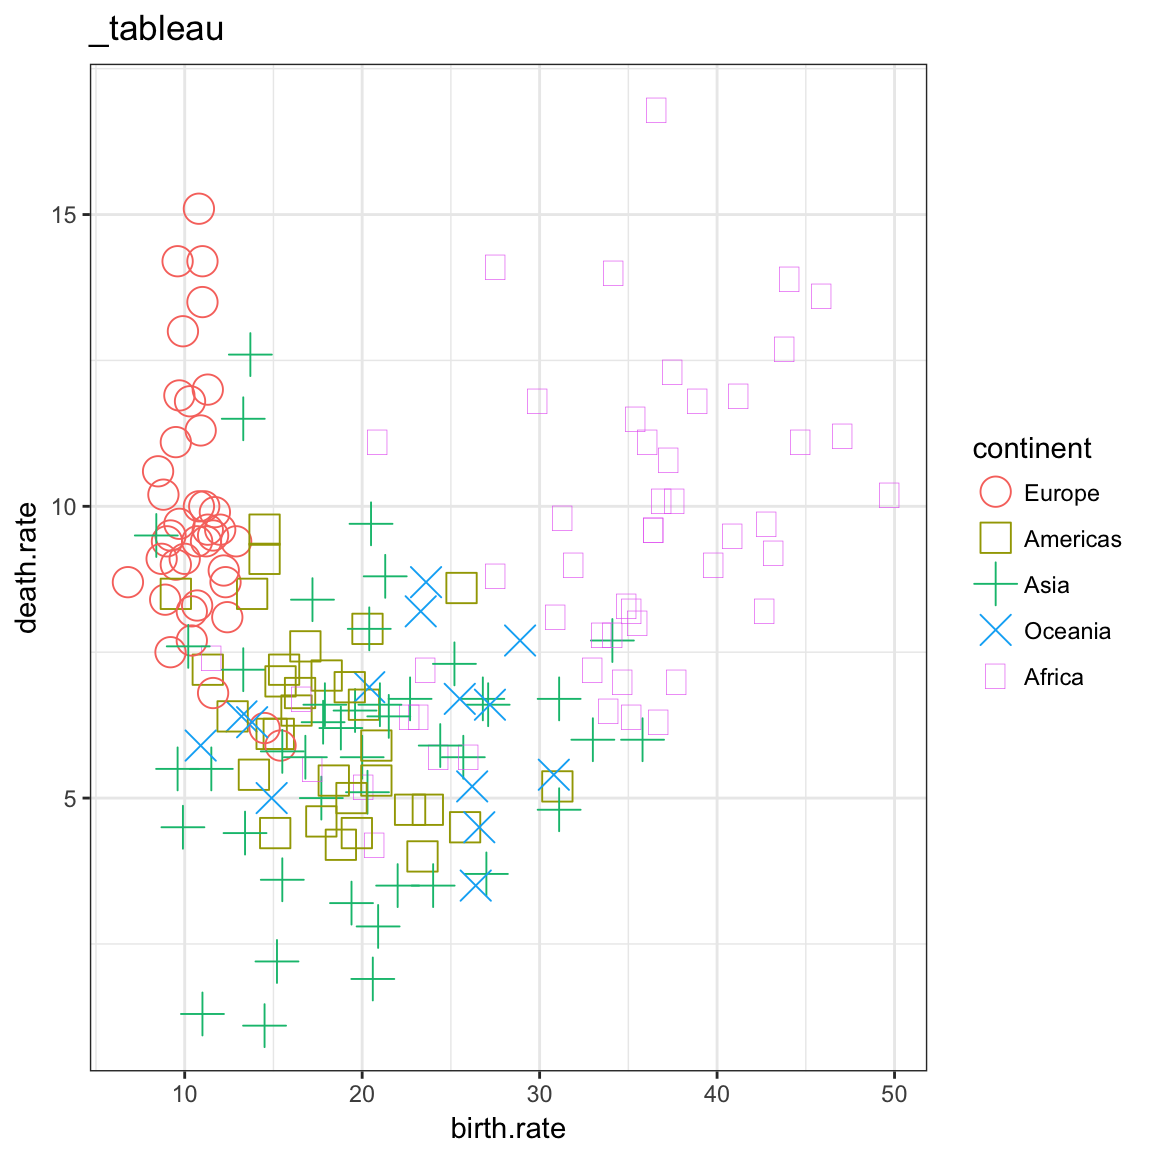 _tableau
15
10
5
death.rate
10 20 30 40 50
birth.rate
continent
Europe
Americas
Asia
Oceania
Africa